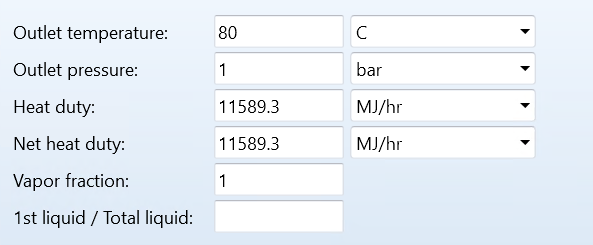 Outlet temperature: 80 C
Outlet pressure: 1 bar
Heat duty: 11589.3 MJ/hr
Net heat duty: 11589.3 MJ/hr
Vapor fraction: 1
1st liquid / Total liquid: